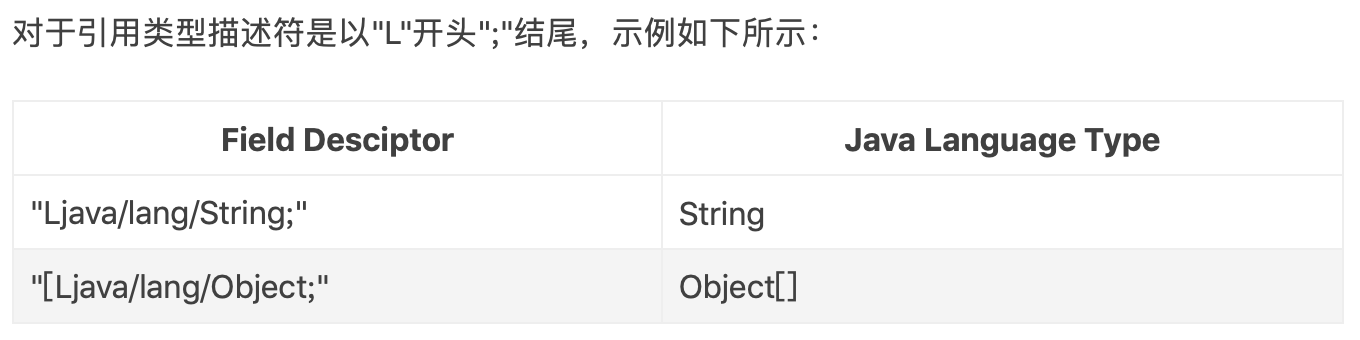 对于引用类型描述符是以"L"开头";"结尾，示例如下所示：
Field Desciptor Java Language Type
"Ljava/lang/String;" String
"[Ljava/lang/Object;" Object[]